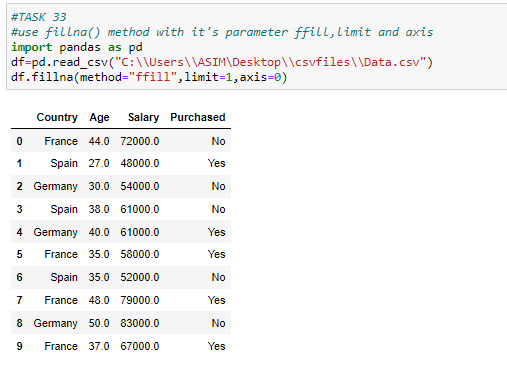 #TASK 33
#use fillna() method with it's parameter ffill,limit and axis
import pandas as pd
df=pd.read_csv("C:\\Users\\ASIM\Desktop\\csvfiles\\Data.csv")
df.fillna(method="ffill",limit=1,axis=0)
Country Age Salary Purchased
0 France 44.0 72000.0 No
1 Spain 27.0 48000.0 Yes
2 Germany 30.0 54000.0 No
3 Spain 38.0 61000.0 No
4 Germany 40.0 61000.0 Yes
5 France 35.0 58000.0 Yes
6 Spain 35.0 52000.0 No
7 France 48.0 79000.0 Yes
8 Germany 50.0 83000.0 No
9 France 37.0 67000.0 Yes